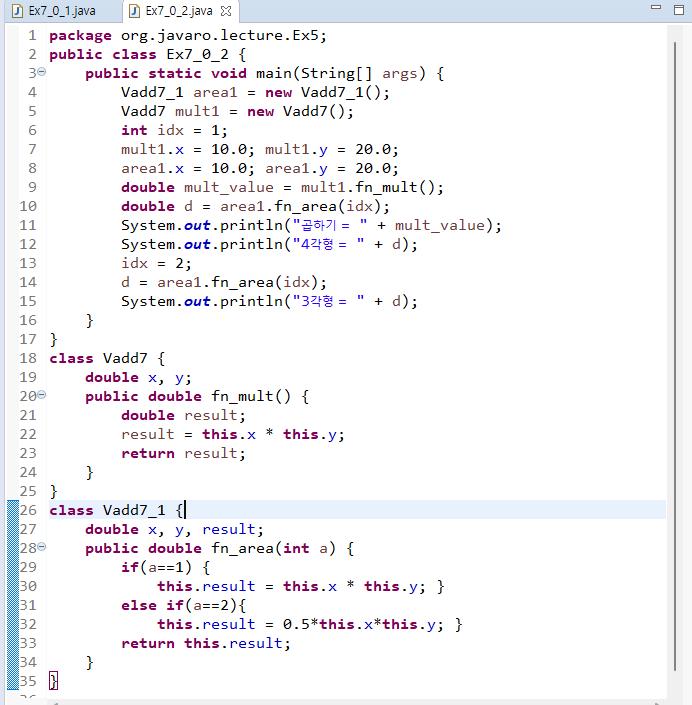 Ex7_0_1.java Ex7_0_2.java
1 package org.javaro.lecture.Ex5;
2 public class Ex7_0_2 {
3 public static void main(String[] args) {
4 Vadd7_1 area1 = new Vadd7_1();
5 Vadd7 mult1 = new Vadd7();
6 int idx = 1;
7 mult1.x = 10.0; mult1.y = 20.0;
8 area1.x = 10.0; area1.y = 20.0;
9 double mult_value = mult1.fn_mult();
10 double d = area1.fn_area(idx);
11 System.out.println("곱하기 = " + mult_value);
12 System.out.println("4각형 = " + d);
13 idx = 2;
14 d = area1.fn_area(idx);
15 System.out.println("3각형 = " + d);
16 }
17 }
18 class Vadd7 {
19 double x, y;
20 public double fn_mult() {
21 double result;
22 result = this.x * this.y;
23 return result;
24 }
25 }
26 class Vadd7_1 {
27 double x, y, result;
28 public double fn_area(int a) {
29 if(a==1) {
30 this.result = this.x * this.y; }
31 else if(a==2){
32 this.result = 0.5*this.x*this.y; }
33 return this.result;
34 }
35 }